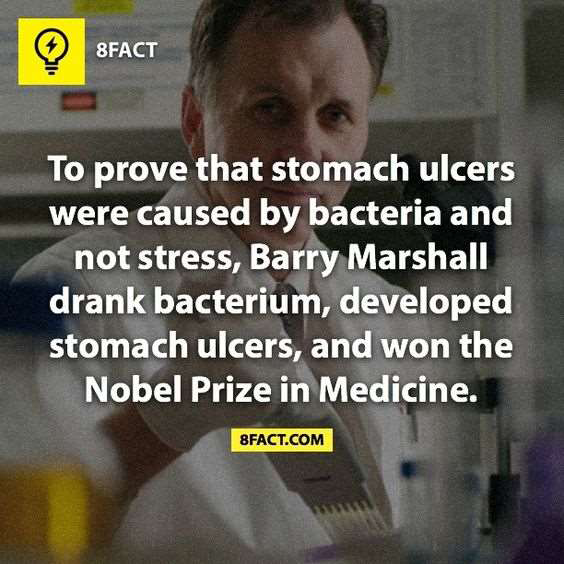 8FACT
To prove that stomach ulcers
were caused by bacteria and
not stress, Barry Marshall
drank bacterium, developed
stomach ulcers, and won the
Nobel Prize in Medicine.
8FACT.COM